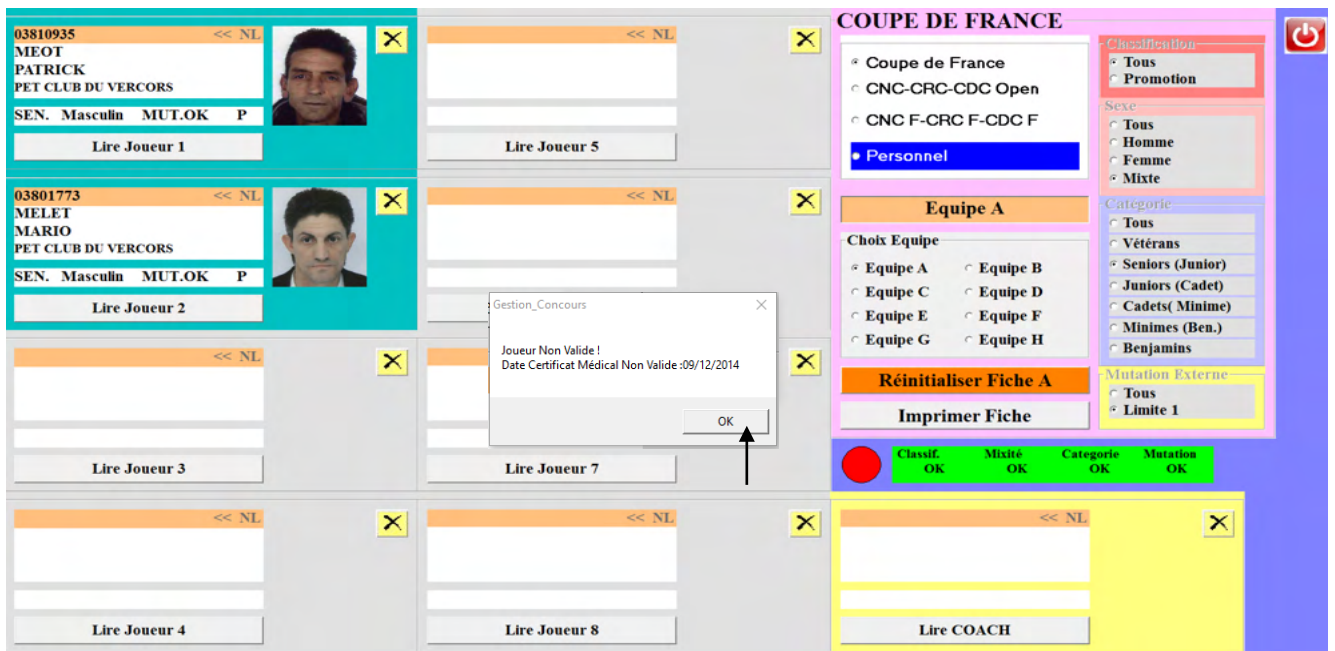 03810935 << NL
MEOT
PATRICK
PET CLUB DU VERCORS
SEN. Masculin MUT.OK P
Lire Joueur 1
<< NL
Lire Joueur 5
03801773 << NL
MELET
MARIO
PET CLUB DU VERCORS
SEN. Masculin MUT.OK P
Lire Joueur 2
<< NL
Gestion_Concours
Joueur Non Valide !
Date Certificat Médical Non Valide :09/12/2014
OK
<< NL
Lire Joueur 3
Lire Joueur 7
<< NL
Lire Joueur 4
<< NL
Lire Joueur 8
COUPE DE FRANCE
Coupe de France
CNC-CRC-CDC Open
CNC F-CRC F-CDC F
Personnel
Equipe A
Choix Equipe
Equipe A Equipe B
Equipe C Equipe D
Equipe E Equipe F
Equipe G Equipe H
Réinitialiser Fiche A
Imprimer Fiche
Classification
Tous
Promotion
Sexe
Tous
Homme
Femme
Mixte
Catégorie
Tous
Vétérans
Seniors (Junior)
Juniors (Cadet)
Cadets( Minime)
Minimes (Ben.)
Benjamins
Mutation Externe
Tous
Limite 1
Classif. Mixité Categorie Mutation
OK OK OK OK
<< NL
Lire COACH